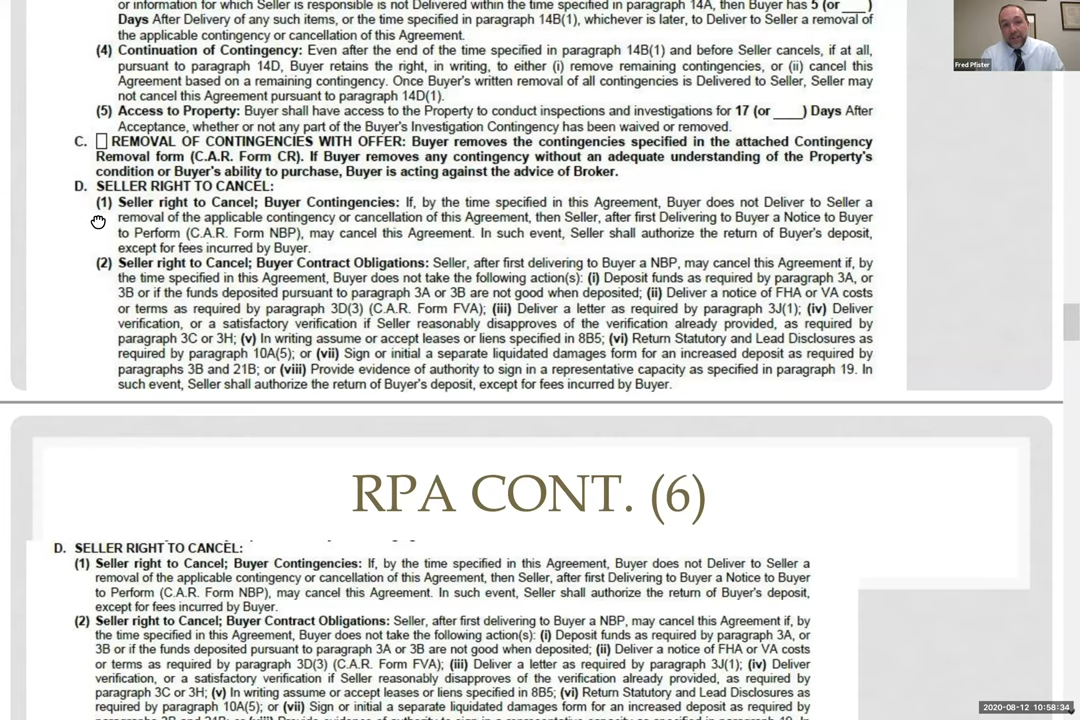 or information for which Seller is responsible is not Delivered within the time specified in paragraph 14A, then Buyer has 5 (or ___)
Days After Delivery of any such items, or the time specified in paragraph 14B(1), whichever is later, to Deliver to Seller a removal of
the applicable contingency or cancellation of this Agreement.
(4) Continuation of Contingency: Even after the end of the time specified in paragraph 14B(1) and before Seller cancels, if at all,
pursuant to paragraph 14D, Buyer retains the right, in writing, to either (i) remove remaining contingencies, or (ii) cancel this
Agreement based on a remaining contingency. Once Buyer's written removal of all contingencies is Delivered to Seller, Seller may
not cancel this Agreement pursuant to paragraph 14D(1).
(5) Access to Property: Buyer shall have access to the Property to conduct inspections and investigations for 17 (or ____) Days After
Acceptance, whether or not any part of the Buyer's Investigation Contingency has been waived or removed.
C. REMOVAL OF CONTINGENCIES WITH OFFER: Buyer removes the contingencies specified in the attached Contingency
Removal form (C.A.R. Form CR). If Buyer removes any contingency without an adequate understanding of the Property's
condition or Buyer's ability to purchase, Buyer is acting against the advice of Broker.
D. SELLER RIGHT TO CANCEL:
(1) Seller right to Cancel; Buyer Contingencies: If, by the time specified in this Agreement, Buyer does not Deliver to Seller a
removal of the applicable contingency or cancellation of this Agreement, then Seller, after first Delivering to Buyer a Notice to Buyer
to Perform (C.A.R. Form NBP), may cancel this Agreement. In such event, Seller shall authorize the return of Buyer's deposit,
except for fees incurred by Buyer.
(2) Seller right to Cancel; Buyer Contract Obligations: Seller, after first delivering to Buyer a NBP, may cancel this Agreement if, by
the time specified in this Agreement, Buyer does not take the following action(s): (i) Deposit funds as required by paragraph 3A, or
3B or if the funds deposited pursuant to paragraph 3A or 3B are not good when deposited; (ii) Deliver a notice of FHA or VA costs
or terms as required by paragraph 3D(3) (C.A.R. Form FVA); (iii) Deliver a letter as required by paragraph 3J(1); (iv) Deliver
verification, or a satisfactory verification if Seller reasonably disapproves of the verification already provided, as required by
paragraph 3C or 3H; (v) In writing assume or accept leases or liens specified in 8B5; (vi) Return Statutory and Lead Disclosures as
required by paragraph 10A(5); or (vii) Sign or initial a separate liquidated damages form for an increased deposit as required by
paragraphs 3B and 21B; or (viii) Provide evidence of authority to sign in a representative capacity as specified in paragraph 19. In
such event, Seller shall authorize the return of Buyer's deposit, except for fees incurred by Buyer.
Fred Pfister
RPA CONT. (6)
D. SELLER RIGHT TO CANCEL:
(1) Seller right to Cancel; Buyer Contingencies: If, by the time specified in this Agreement, Buyer does not Deliver to Seller a
removal of the applicable contingency or cancellation of this Agreement, then Seller, after first Delivering to Buyer a Notice to Buyer
to Perform (C.A.R. Form NBP), may cancel this Agreement. In such event, Seller shall authorize the return of Buyer's deposit,
except for fees incurred by Buyer.
(2) Seller right to Cancel; Buyer Contract Obligations: Seller, after first delivering to Buyer a NBP, may cancel this Agreement if, by
the time specified in this Agreement, Buyer does not take the following action(s): (i) Deposit funds as required by paragraph 3A, or
3B or if the funds deposited pursuant to paragraph 3A or 3B are not good when deposited; (ii) Deliver a notice of FHA or VA costs
or terms as required by paragraph 3D(3) (C.A.R. Form FVA); (iii) Deliver a letter as required by paragraph 3J(1); (iv) Deliver
verification, or a satisfactory verification if Seller reasonably disapproves of the verification already provided, as required by
paragraph 3C or 3H; (v) In writing assume or accept leases or liens specified in 8B5; (vi) Return Statutory and Lead Disclosures as
required by paragraph 10A(5); or (vii) Sign or initial a separate liquidated damages form for an increased deposit as required by
2020-08-12 10:58:34